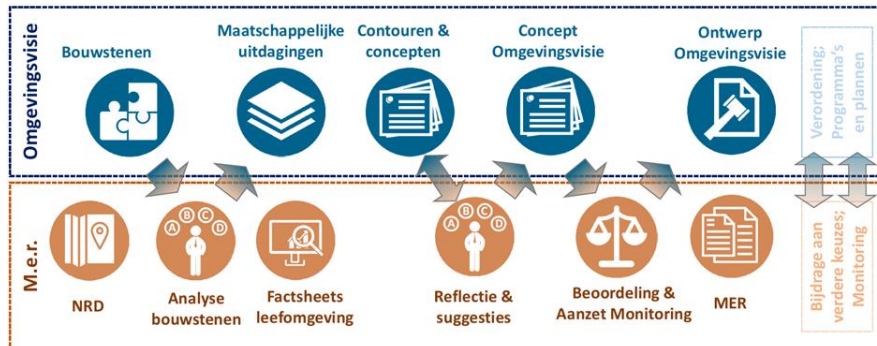 Omgevingsvisie
Bouwstenen
Maatschappelijke
uitdagingen
Contouren &
concepten
Concept
Omgevingsvisie
Ontwerp
Omgevingsvisie
Verordening;
Programma's
en plannen
M.e.r.
NRD
A B C D
Analyse
bouwstenen
Factsheets
leefomgeving
A B C D
Reflectie &
suggesties
Beoordeling &
Aanzet Monitoring
MER
Bijdrage aan
verdere keuzes;
Monitoring